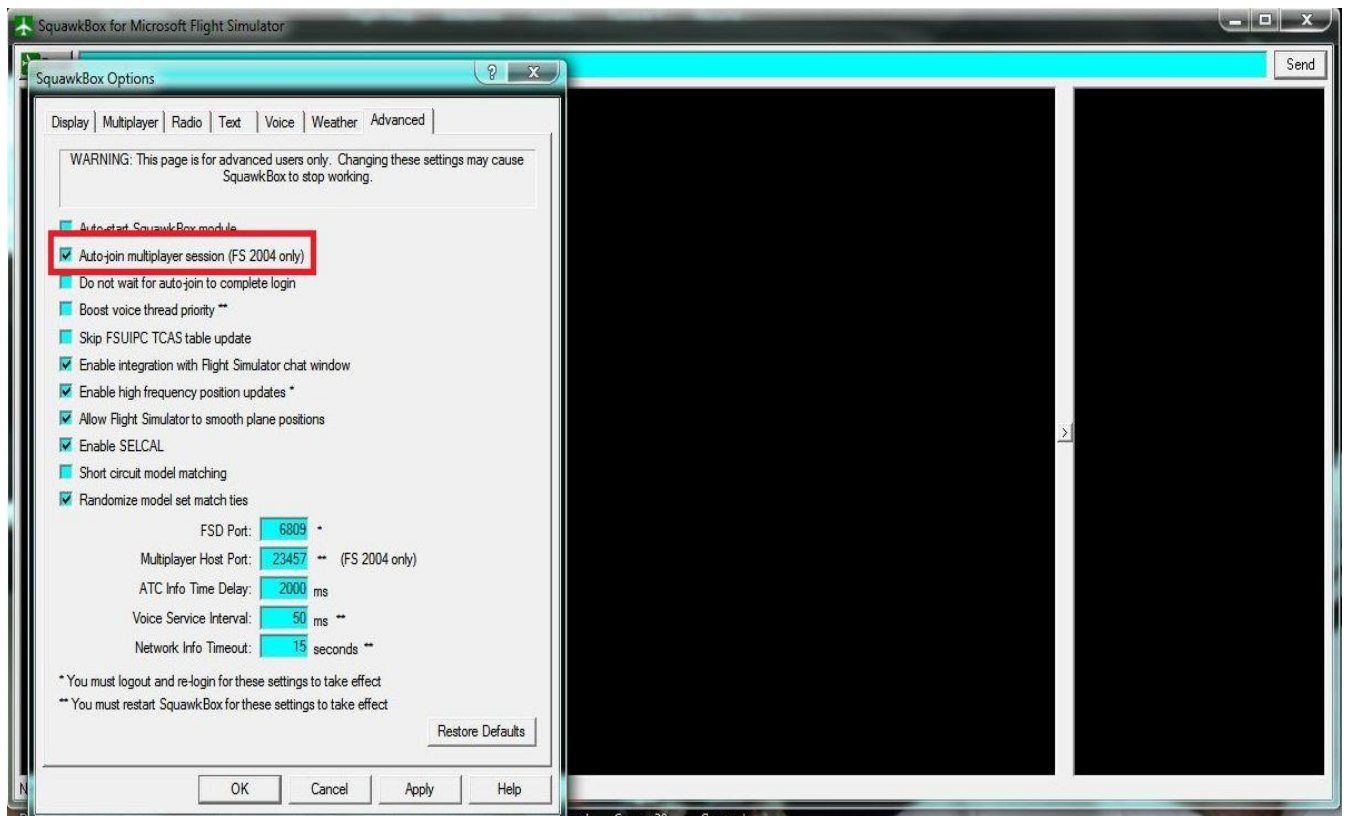 SquawkBox for Microsoft Flight Simulator
Send
SquawkBox Options
Display Multiplayer Radio Text Voice Weather Advanced
WARNING: This page is for advanced users only. Changing these settings may cause
SquawkBox to stop working.
Auto-start SquawkBox module
Auto-join multiplayer session (FS 2004 only)
Do not wait for auto-join to complete login
Boost voice thread priority **
Skip FSUIPC TCAS table update
Enable integration with Flight Simulator chat window
Enable high frequency position updates *
Allow Flight Simulator to smooth plane positions
Enable SELCAL
Short circuit model matching
Randomize model set match ties
FSD Port: 6809 *
Multiplayer Host Port: 23457 ** (FS 2004 only)
ATC Info Time Delay: 2000 ms
Voice Service Interval: 50 ms **
Network Info Timeout: 15 seconds **
* You must logout and re-login for these settings to take effect
** You must restart SquawkBox for these settings to take effect
Restore Defaults
OK Cancel Apply Help